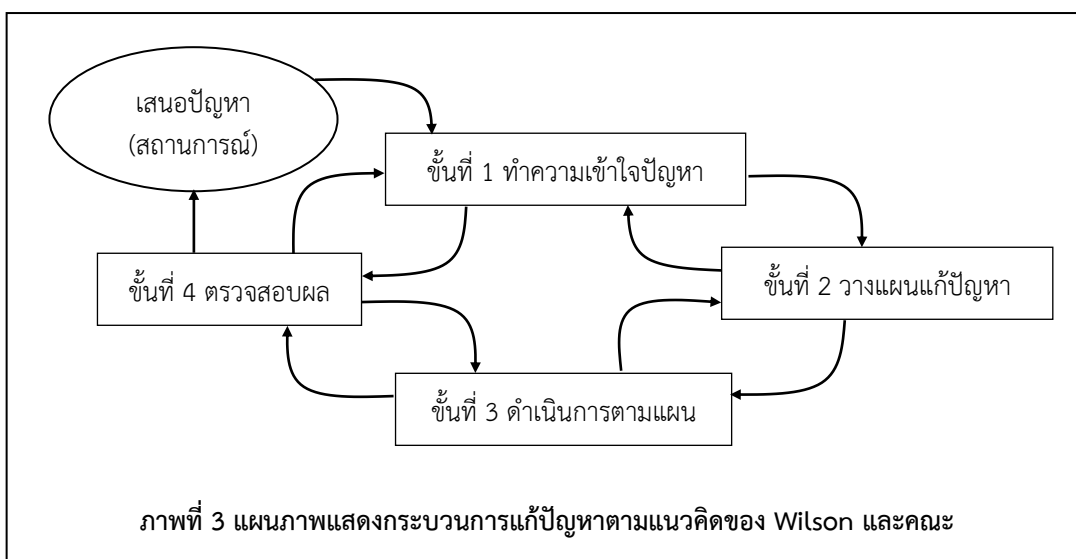 เสนอปัญหา
(สถานการณ์)
ขั้นที่ 1 ทำความเข้าใจปัญหา
ขั้นที่ 4 ตรวจสอบผล
ขั้นที่ 2 วางแผนแก้ปัญหา
ขั้นที่ 3 ดำเนินการตามแผน
ภาพที่ 3 แผนภาพแสดงกระบวนการแก้ปัญหาตามแนวคิดของ Wilson และคณะ